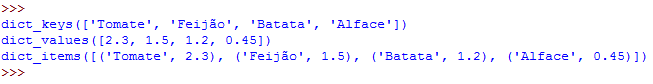 >>>
dict_keys(['Tomate', 'Feijão', 'Batata', 'Alface'])
dict_values([2.3, 1.5, 1.2, 0.45])
dict_items([('Tomate', 2.3), ('Feijão', 1.5), ('Batata', 1.2), ('Alface', 0.45)])
>>>